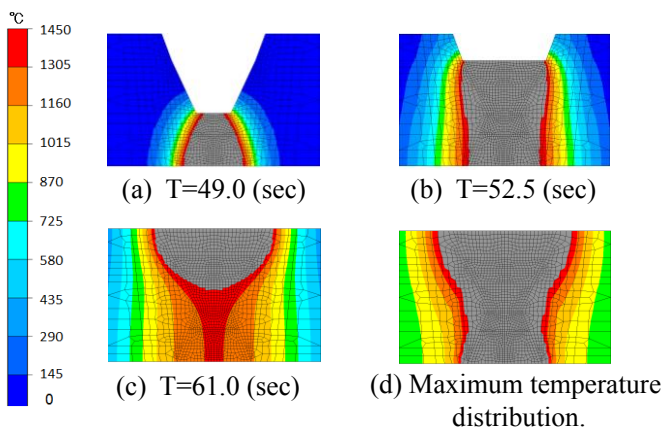 ℃
1450
1305
1160
1015
870
725
580
435
290
145
0
(a) T=49.0 (sec)
(b) T=52.5 (sec)
(c) T=61.0 (sec)
(d) Maximum temperature
distribution.